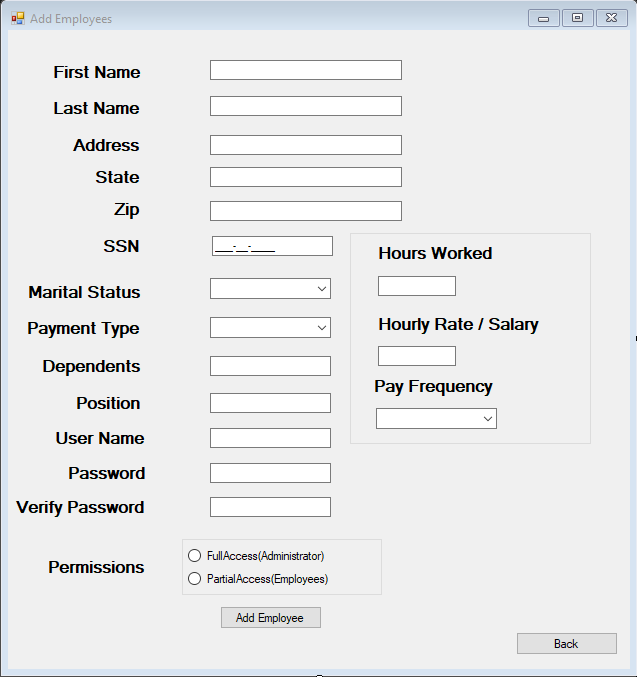 Add Employees
First Name
Last Name
Address
State
Zip
SSN
___-__-____
Hours Worked
Marital Status
Payment Type
Hourly Rate / Salary
Dependents
Pay Frequency
Position
User Name
Password
Verify Password
Permissions
FullAccess(Administrator)
PartialAccess(Employees)
Add Employee
Back